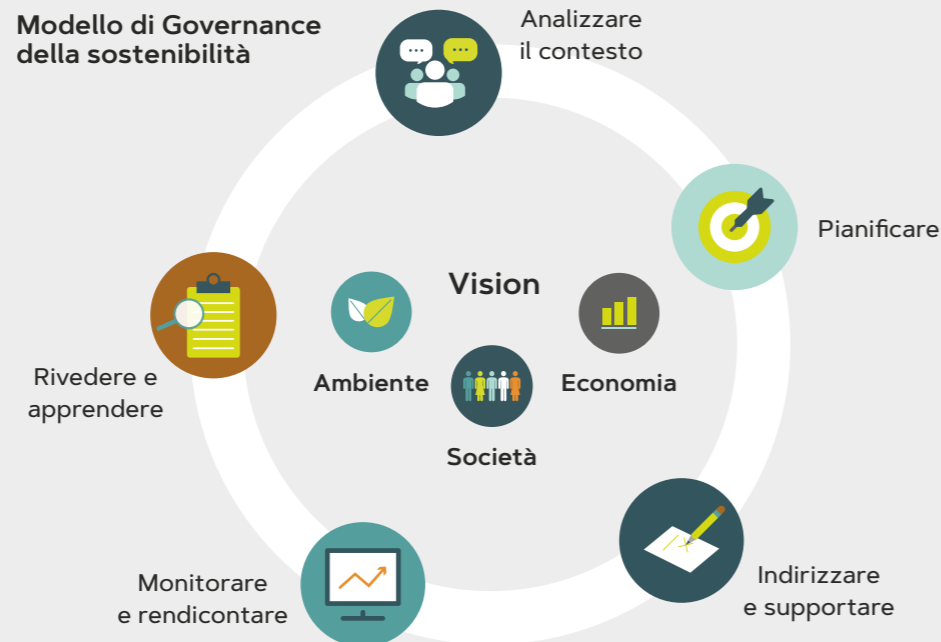 Modello di Governance
della sostenibilità
Analizzare
il contesto
Pianificare
Vision
Ambiente
Economia
Società
Rivedere e
apprendere
Monitorare
e rendicontare
Indirizzare
e supportare